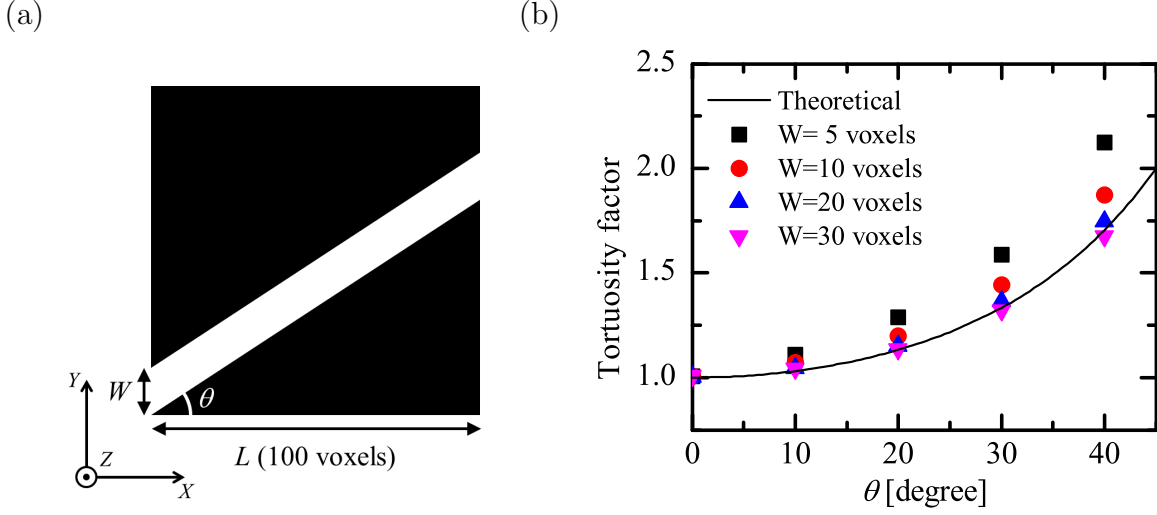 (a)
W
θ
L (100 voxels)
Y
Z
X
(b)
Tortuosity factor
2.5
2.0
1.5
1.0
Theoretical
W= 5 voxels
W=10 voxels
W=20 voxels
W=30 voxels
0
10
20
30
40
θ [degree]